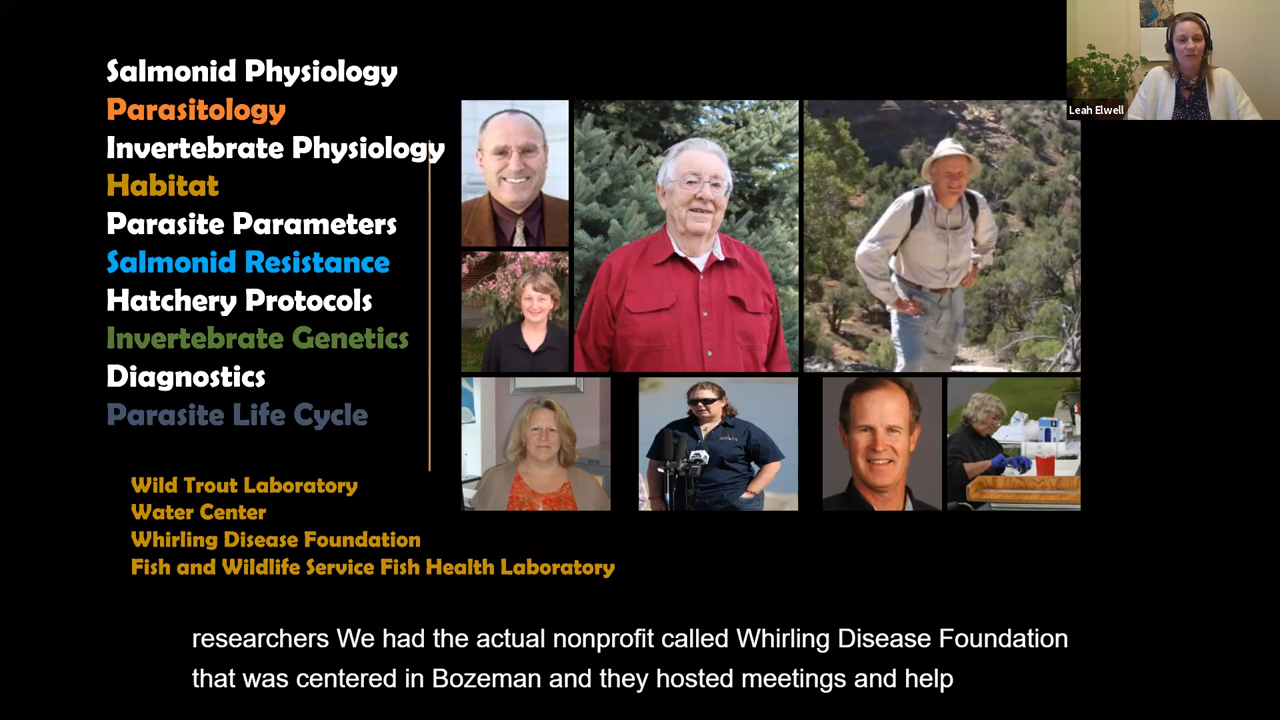 Salmonid Physiology
Parasitology
Invertebrate Physiology
Habitat
Parasite Parameters
Salmonid Resistance
Hatchery Protocols
Invertebrate Genetics
Diagnostics
Parasite Life Cycle
Wild Trout Laboratory
Water Center
Whirling Disease Foundation
Fish and Wildlife Service Fish Health Laboratory
Leah Elwell
researchers We had the actual nonprofit called Whirling Disease Foundation
that was centered in Bozeman and they hosted meetings and help